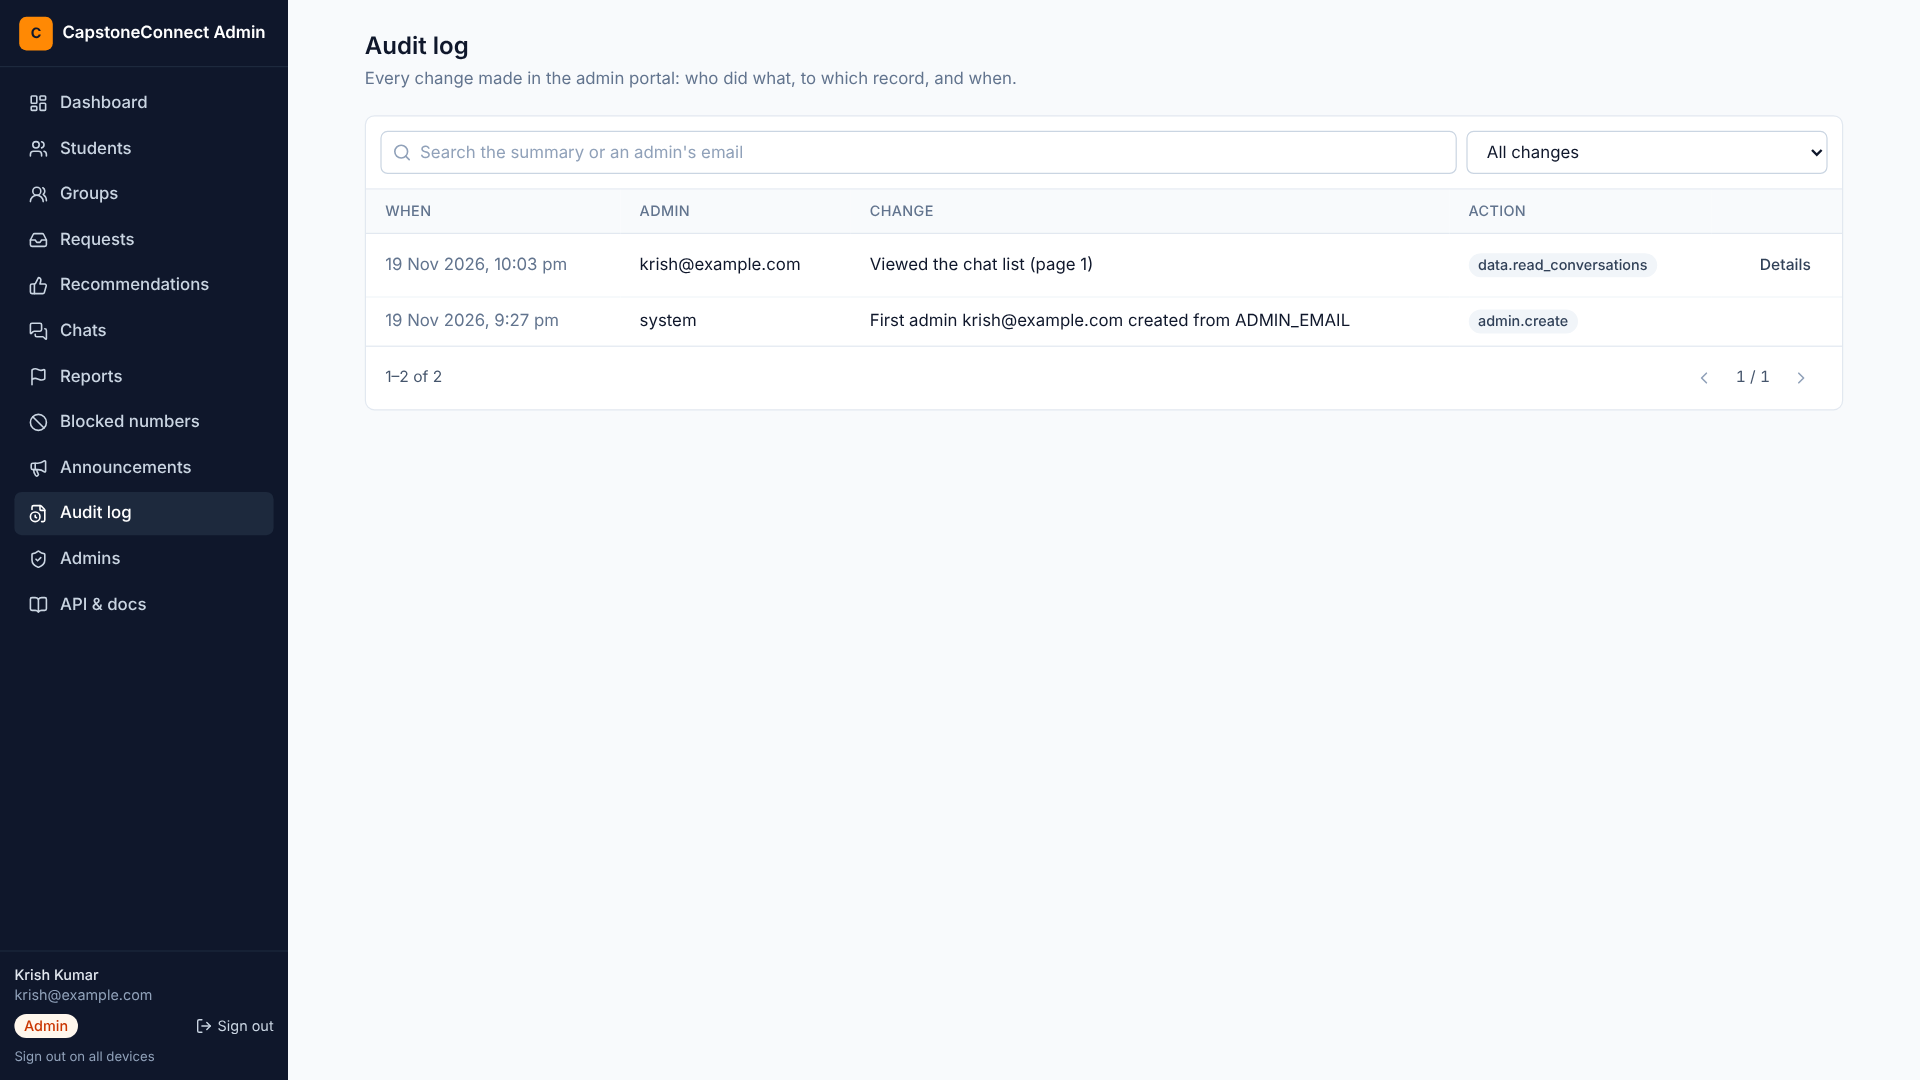 C CapstoneConnect Admin
Dashboard
Students
Groups
Requests
Recommendations
Chats
Reports
Blocked numbers
Announcements
Audit log
Admins
API & docs
Krish Kumar
krish@example.com
Admin Sign out
Sign out on all devices
Audit log
Every change made in the admin portal: who did what, to which record, and when.
Search the summary or an admin's email All changes
WHEN ADMIN CHANGE ACTION
19 Nov 2026, 10:03 pm krish@example.com Viewed the chat list (page 1) data.read_conversations Details
19 Nov 2026, 9:27 pm system First admin krish@example.com created from ADMIN_EMAIL admin.create
1–2 of 2 1 / 1